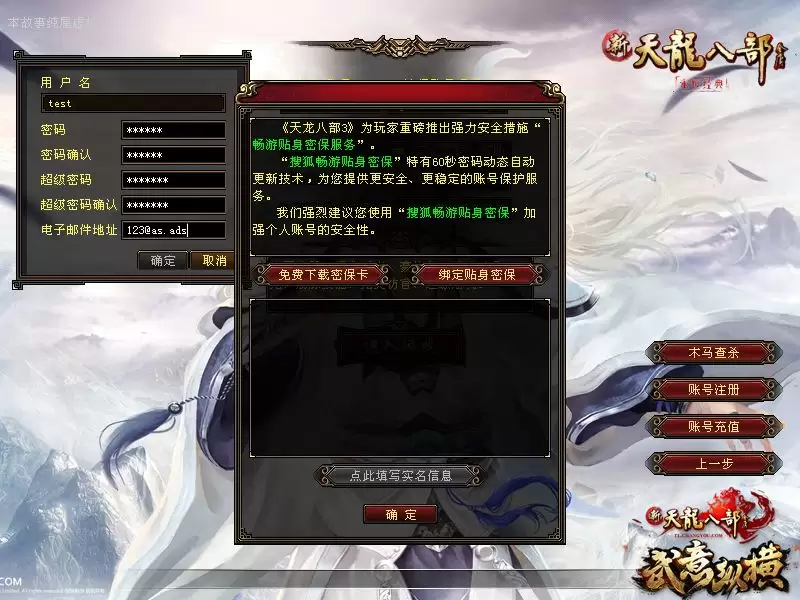 本故事纯属虚
新天龍八部
用 户 名
test
密码
******
密码确认
******
超级密码
*******
超级密码确认
*******
电子邮件地址
123@as.ads
确定
取消
《天龙八部3》为玩家重磅推出强力安全措施“
畅游贴身密保服务”。
“搜狐畅游贴身密保”特有60秒密码动态自动
更新技术，为您提供更安全、更稳定的账号保护服
务。
我们强烈建议您使用“搜狐畅游贴身密保”加
强个人账号的安全性。
免费下载密保卡
绑定贴身密保
点此填写实名信息
确 定
木马查杀
账号注册
账号充值
上一步
新天龍八部
TL.CHANGYOU.COM
武意纵横
.COM